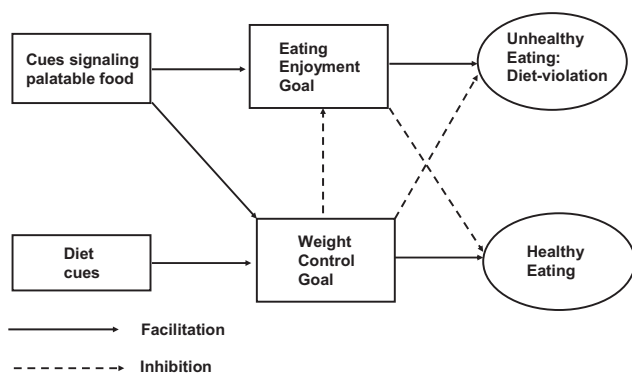 Cues signaling
palatable food
Eating
Enjoyment
Goal
Unhealthy
Eating:
Diet-violation
Diet
cues
Weight
Control
Goal
Healthy
Eating
Facilitation
Inhibition